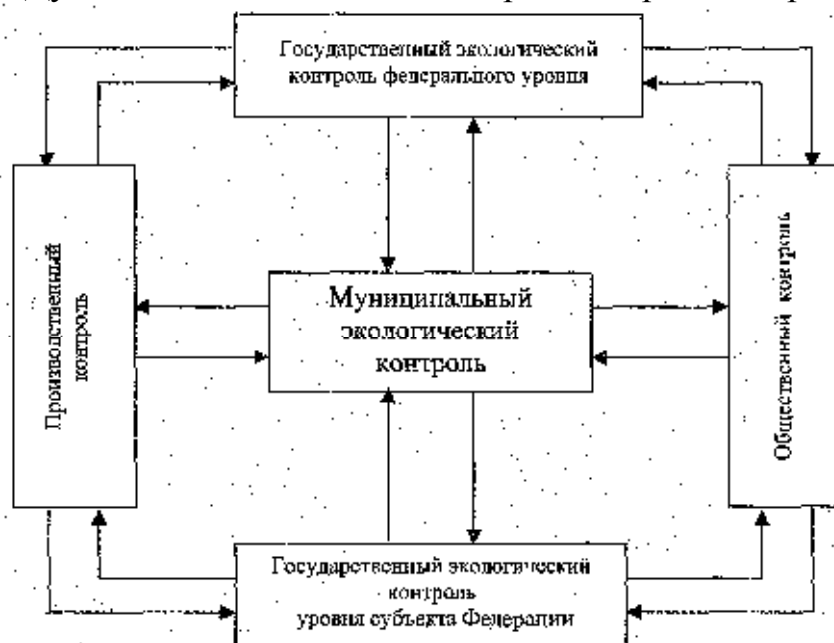 Государственный экологический
контроль федерального уровня
Производственный
контроль
Муниципальный
экологический
контроль
Общественный контроль
Государственный экологический
контроль
уровня субъекта Федерации